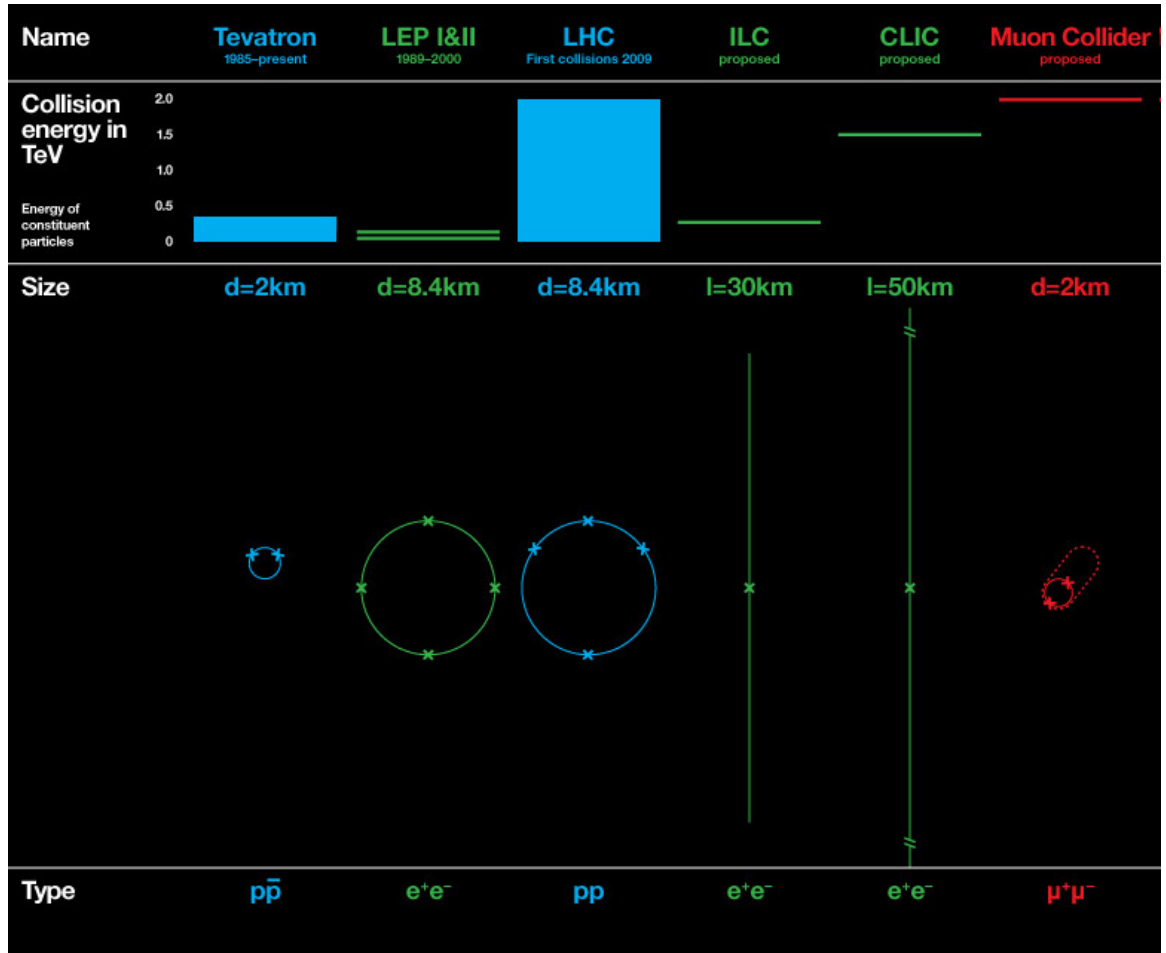 Name
Tevatron
1985–present
LEP I&II
1989–2000
LHC
First collisions 2009
ILC
proposed
CLIC
proposed
Muon Collider
proposed
Collision
energy in
TeV
Energy of
constituent
particles
2.0
1.5
1.0
0.5
0
Size
d=2km
d=8.4km
d=8.4km
l=30km
l=50km
d=2km
Type
pp̅
e⁺e⁻
pp
e⁺e⁻
e⁺e⁻
µ⁺µ⁻